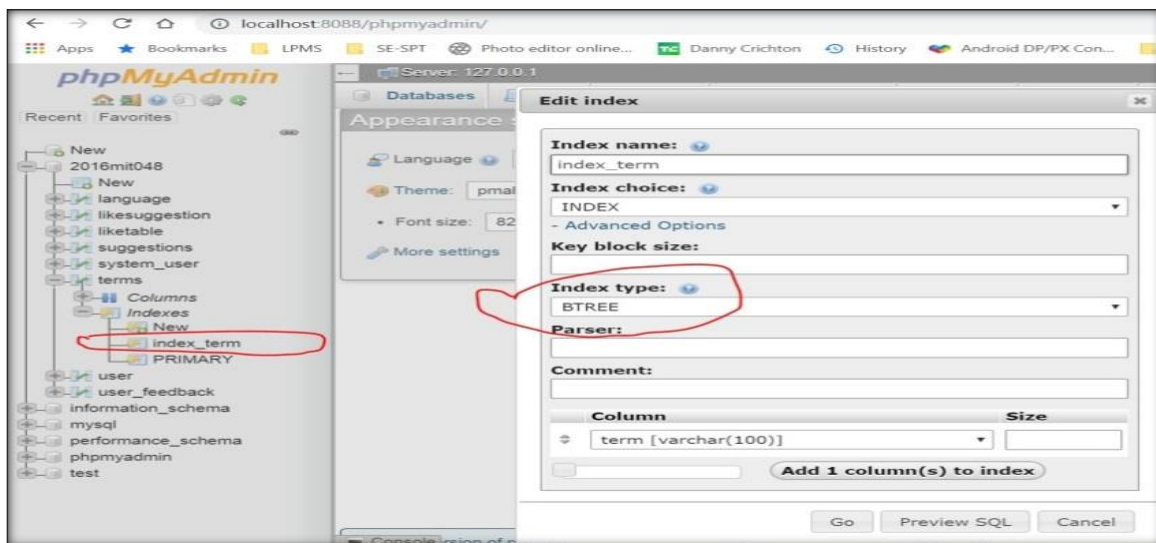 localhost:8088/phpmyadmin/
Apps Bookmarks LPMS SE-SPT Photo editor online... Danny Crichton History Android DP/PX Con...
phpMyAdmin
Recent Favorites
New
2016mit048
New
language
likesuggestion
liketable
suggestions
system_user
terms
Columns
Indexes
New
index_term
PRIMARY
user
user_feedback
information_schema
mysql
performance_schema
phpmyadmin
test
Server: 127.0.0.1
Databases
Appearance s
Language
Theme: pmah
Font size: 82
More settings
Console
Edit index
Index name:
index_term
Index choice:
INDEX
- Advanced Options
Key block size:
Index type:
BTREE
Parser:
Comment:
Column Size
term [varchar(100)]
Add 1 column(s) to index
Go Preview SQL Cancel